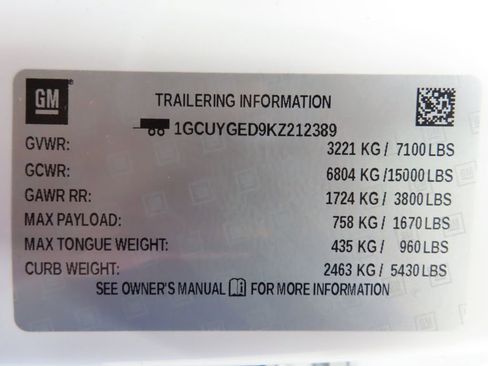 GM
TRAILERING INFORMATION
1GCUYGED9KZ212389
GVWR: 3221 KG / 7100 LBS
GCWR: 6804 KG /15000 LBS
GAWR RR: 1724 KG / 3800 LBS
MAX PAYLOAD: 758 KG / 1670 LBS
MAX TONGUE WEIGHT: 435 KG / 960 LBS
CURB WEIGHT: 2463 KG / 5430 LBS
SEE OWNER'S MANUAL FOR MORE INFORMATION